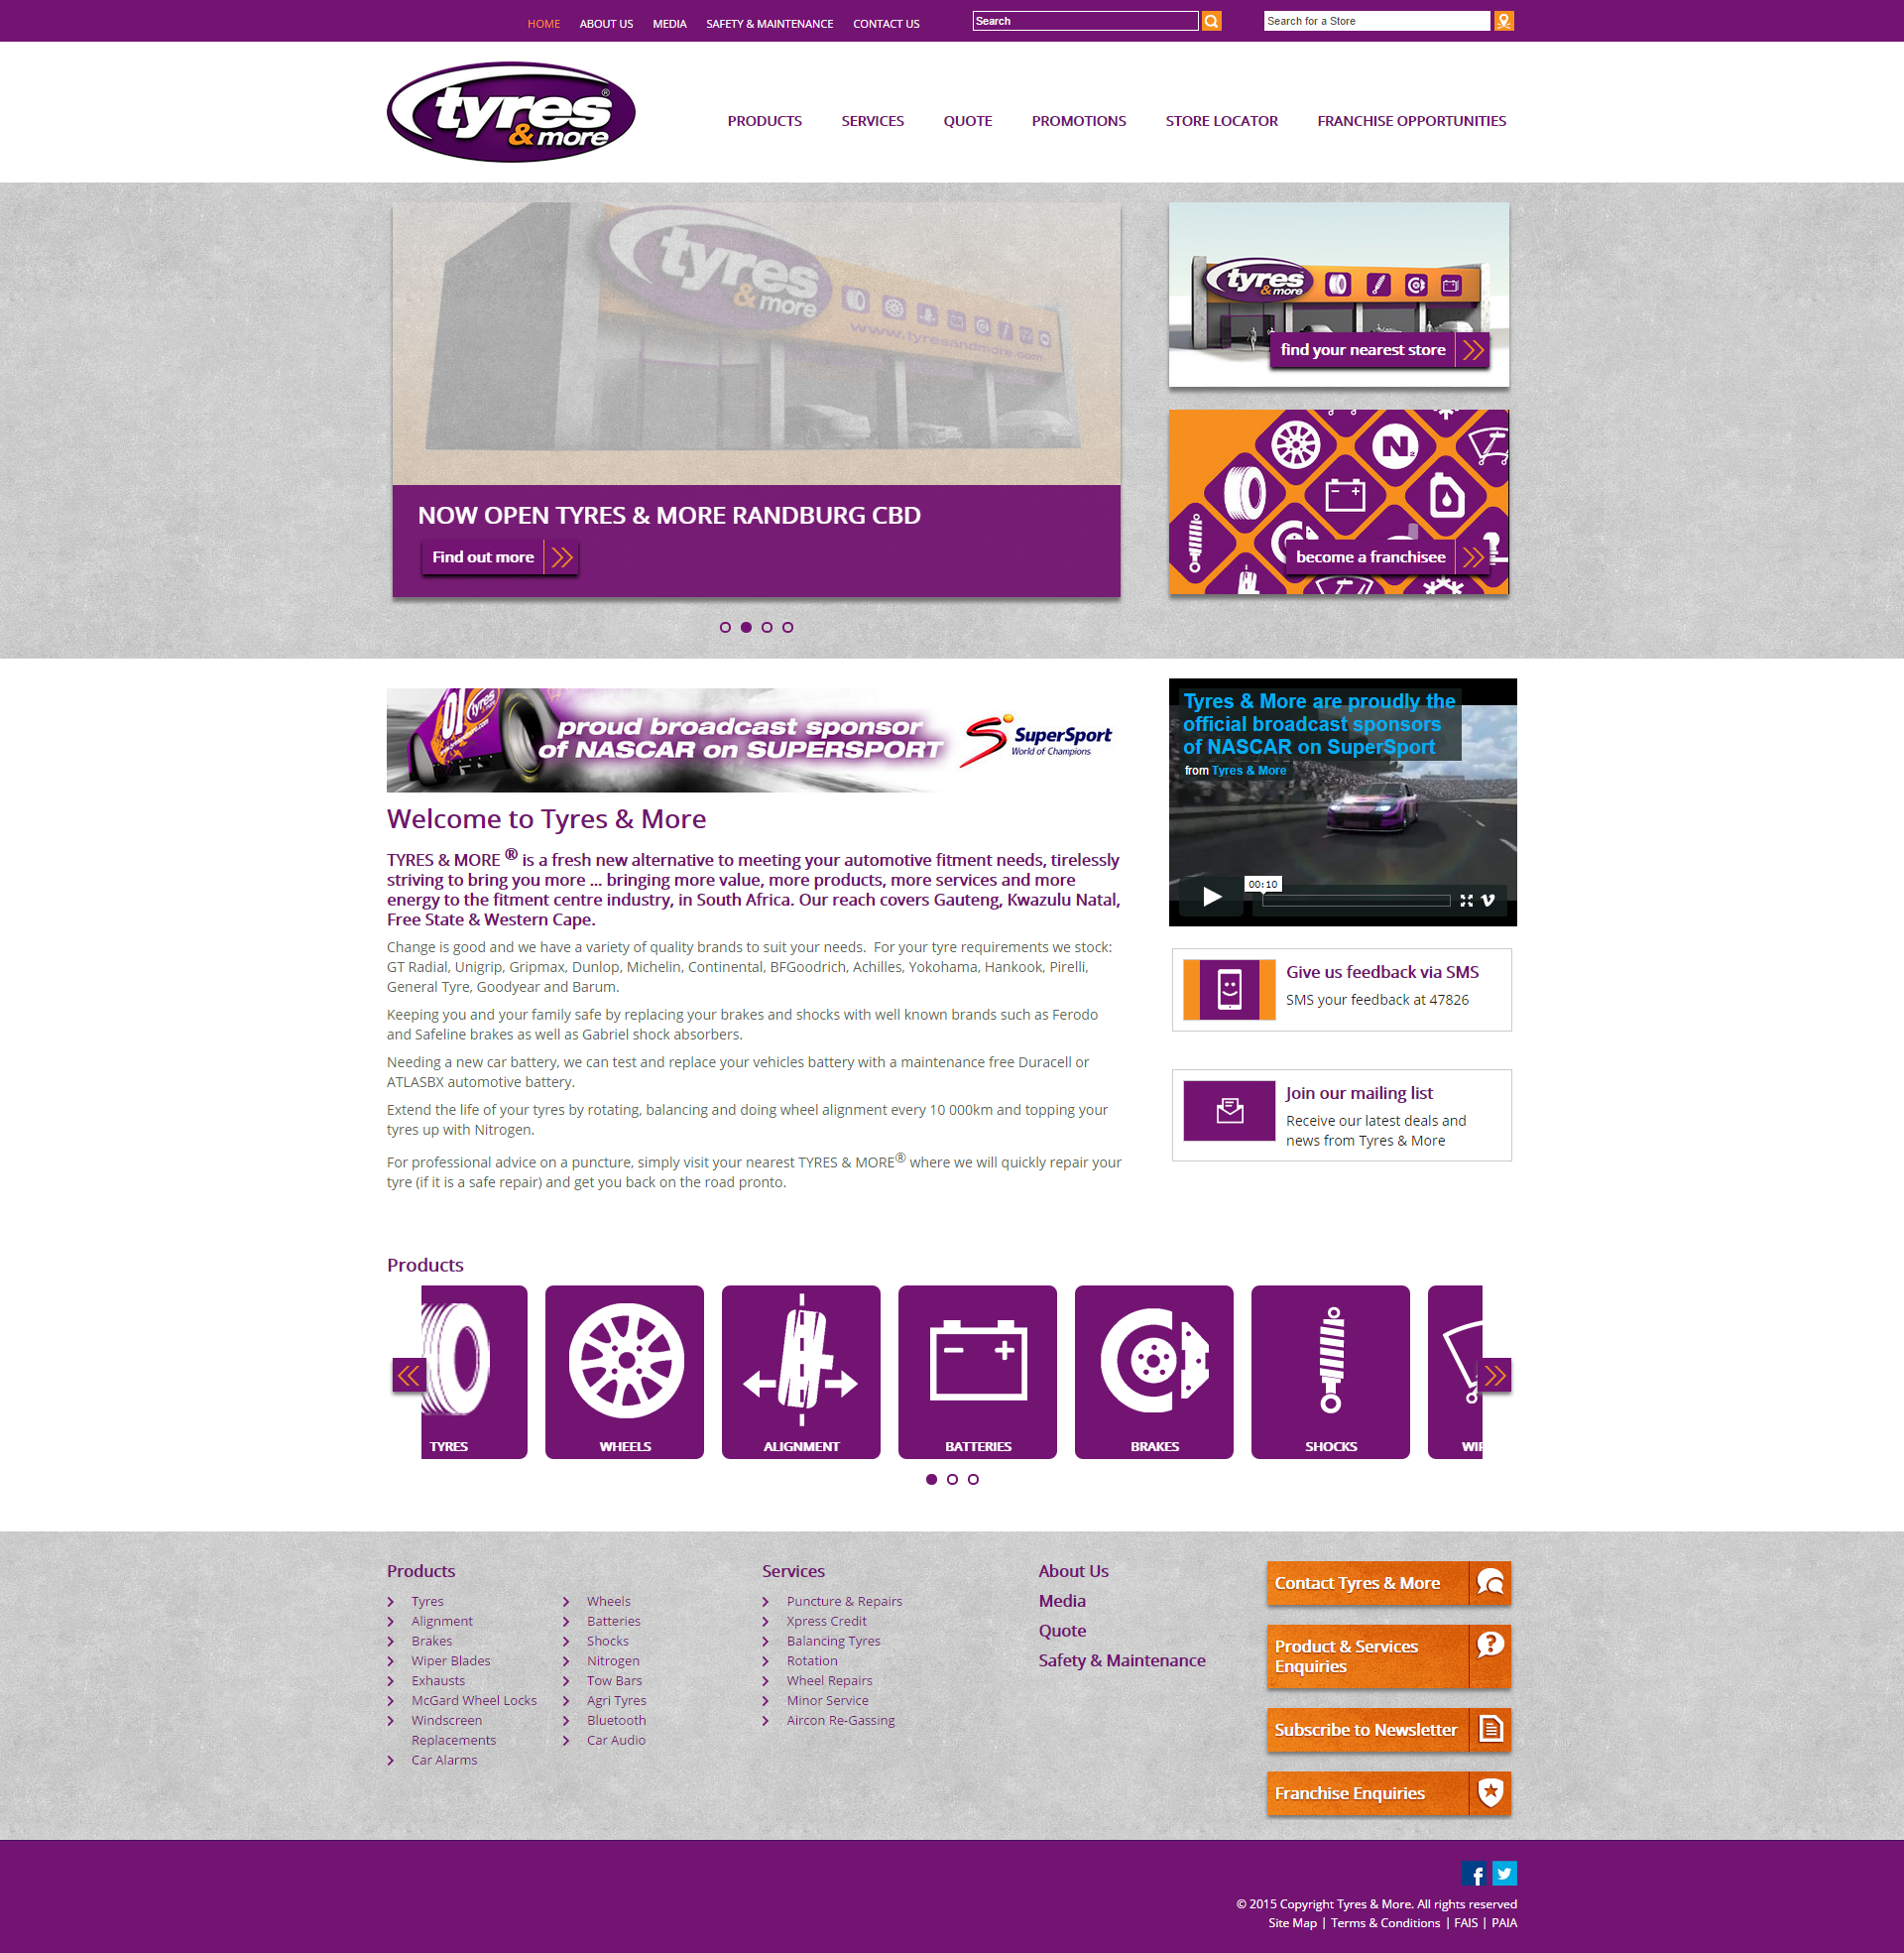 HOME ABOUT US MEDIA SAFETY & MAINTENANCE CONTACT US
Search
Search for a Store
tyres®
& more
PRODUCTS SERVICES QUOTE PROMOTIONS STORE LOCATOR FRANCHISE OPPORTUNITIES
tyres
& more
www.tyresandmore.com
NOW OPEN TYRES & MORE RANDBURG CBD
Find out more
tyres
& more
find your nearest store
N
become a franchisee
01 tyres
proud broadcast sponsor
of NASCAR on SUPERSPORT
SuperSport
World of Champions
Welcome to Tyres & More
TYRES & MORE ® is a fresh new alternative to meeting your automotive fitment needs, tirelessly
striving to bring you more ... bringing more value, more products, more services and more
energy to the fitment centre industry, in South Africa. Our reach covers Gauteng, Kwazulu Natal,
Free State & Western Cape.
Change is good and we have a variety of quality brands to suit your needs.  For your tyre requirements we stock:
GT Radial, Unigrip, Gripmax, Dunlop, Michelin, Continental, BFGoodrich, Achilles, Yokohama, Hankook, Pirelli,
General Tyre, Goodyear and Barum.
Keeping you and your family safe by replacing your brakes and shocks with well known brands such as Ferodo
and Safeline brakes as well as Gabriel shock absorbers.
Needing a new car battery, we can test and replace your vehicles battery with a maintenance free Duracell or
ATLASBX automotive battery.
Extend the life of your tyres by rotating, balancing and doing wheel alignment every 10 000km and topping your
tyres up with Nitrogen.
For professional advice on a puncture, simply visit your nearest TYRES & MORE® where we will quickly repair your
tyre (if it is a safe repair) and get you back on the road pronto.
Tyres & More are proudly the
official broadcast sponsors
of NASCAR on SuperSport
from Tyres & More
00:10
Give us feedback via SMS
SMS your feedback at 47826
Join our mailing list
Receive our latest deals and
news from Tyres & More
Products
TYRES
WHEELS
ALIGNMENT
BATTERIES
BRAKES
SHOCKS
WIP
Products
Tyres
Alignment
Brakes
Wiper Blades
Exhausts
McGard Wheel Locks
Windscreen
Replacements
Car Alarms
Wheels
Batteries
Shocks
Nitrogen
Tow Bars
Agri Tyres
Bluetooth
Car Audio
Services
Puncture & Repairs
Xpress Credit
Balancing Tyres
Rotation
Wheel Repairs
Minor Service
Aircon Re-Gassing
About Us
Media
Quote
Safety & Maintenance
Contact Tyres & More
Product & Services
Enquiries
Subscribe to Newsletter
Franchise Enquiries
© 2015 Copyright Tyres & More. All rights reserved
Site Map | Terms & Conditions | FAIS | PAIA